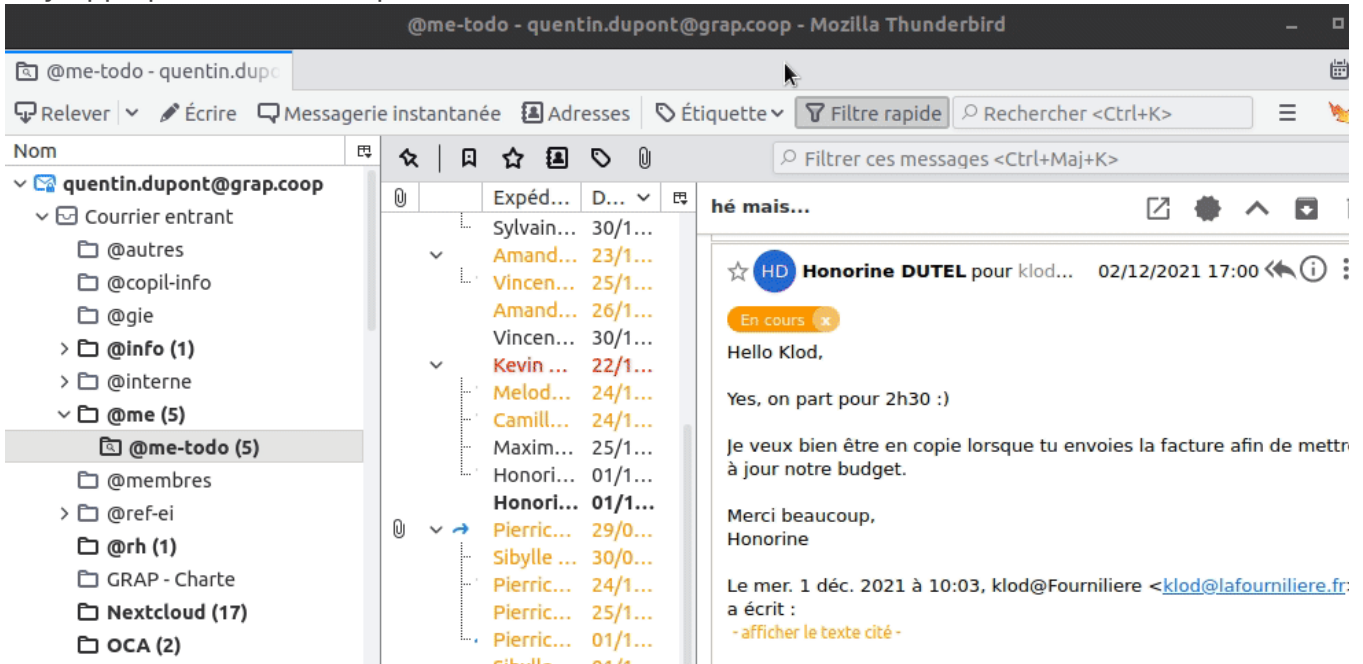 @me-todo - quentin.dupont@grap.coop - Mozilla Thunderbird
@me-todo - quentin.dupo
Relever Écrire Messagerie instantanée Adresses Étiquette Filtre rapide Rechercher <Ctrl+K>
Nom
Filtrer ces messages <Ctrl+Maj+K>
quentin.dupont@grap.coop
Courrier entrant
@autres
@copil-info
@gie
@info (1)
@interne
@me (5)
@me-todo (5)
@membres
@ref-ei
@rh (1)
GRAP - Charte
Nextcloud (17)
OCA (2)
Expéd... D...
Sylvain... 30/1...
Amand... 23/1...
Vincen... 25/1...
Amand... 26/1...
Vincen... 30/1...
Kevin ... 22/1...
Melod... 24/1...
Camill... 24/1...
Maxim... 25/1...
Honori... 01/1...
Honori... 01/1...
Pierric... 29/0...
Sibylle ... 30/0...
Pierric... 24/1...
Pierric... 25/1...
Pierric... 01/1...
hé mais...
HD Honorine DUTEL pour klod... 02/12/2021 17:00
En cours x
Hello Klod,
Yes, on part pour 2h30 :)
Je veux bien être en copie lorsque tu envoies la facture afin de mettre
à jour notre budget.
Merci beaucoup,
Honorine
Le mer. 1 déc. 2021 à 10:03, klod@Fourniliere <klod@lafourniliere.fr>
a écrit :
- afficher le texte cité -